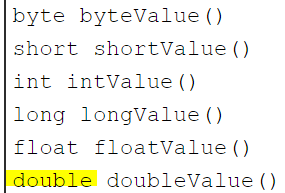 byte byteValue()
short shortValue()
int intValue()
long longValue()
float floatValue()
double doubleValue()